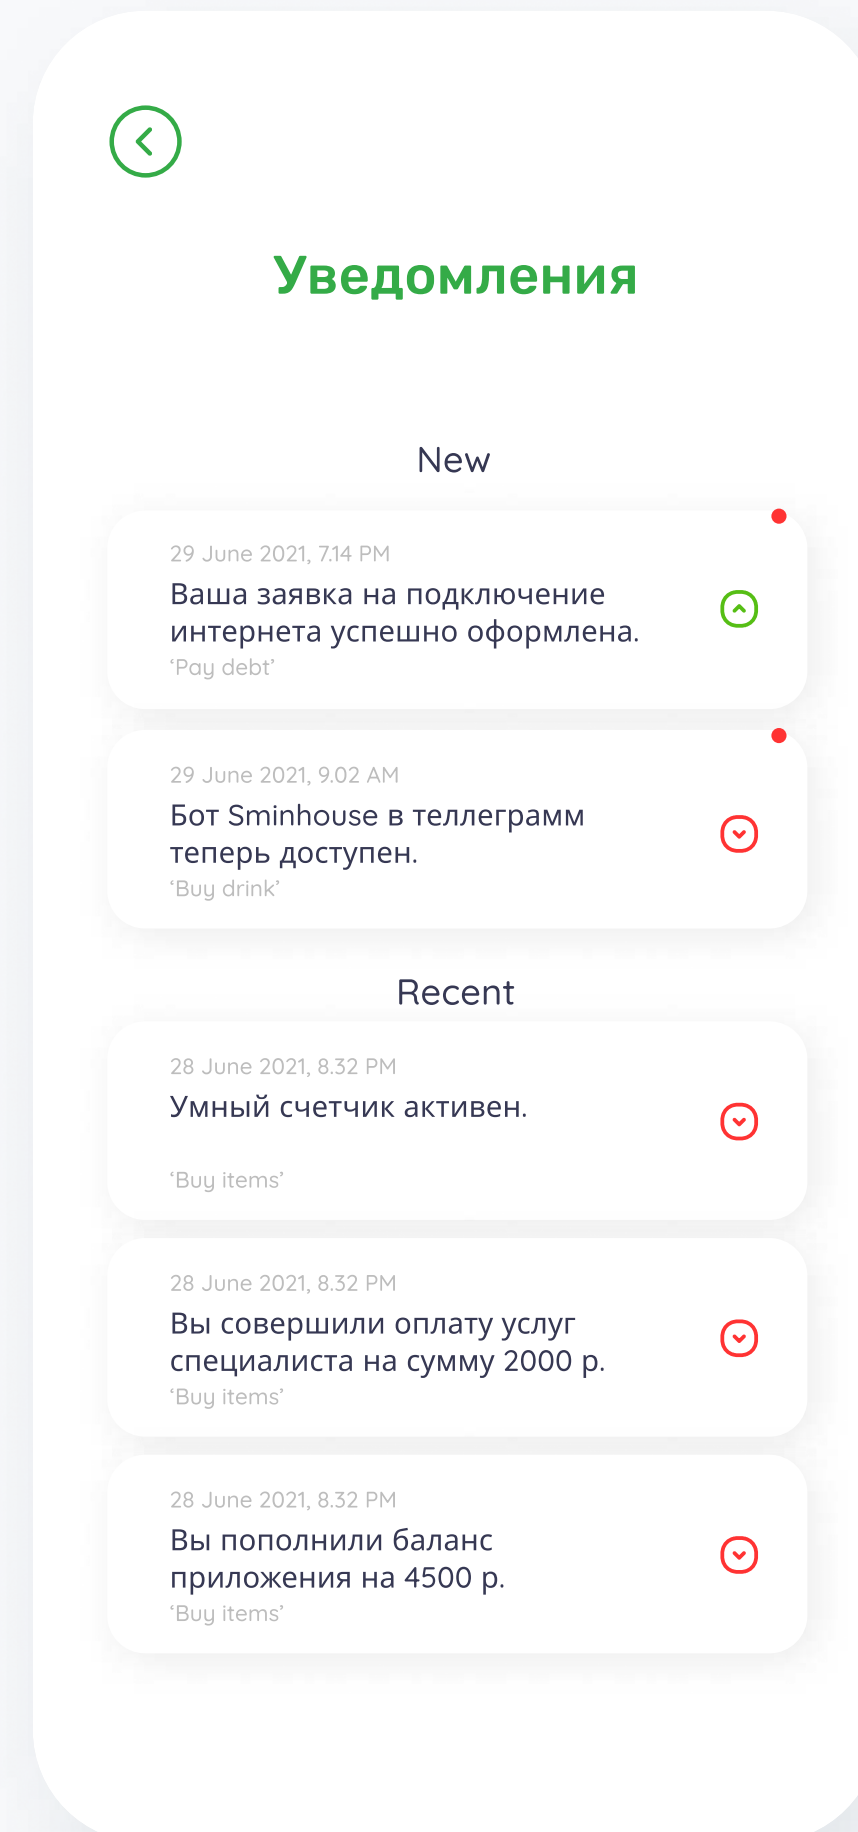 Уведомления
New
29 June 2021, 7.14 PM
Ваша заявка на подключение
интернета успешно оформлена.
‘Pay debt’
29 June 2021, 9.02 AM
Бот Sminhouse в теллеграмм
теперь доступен.
‘Buy drink’
Recent
28 June 2021, 8.32 PM
Умный счетчик активен.
‘Buy items’
28 June 2021, 8.32 PM
Вы совершили оплату услуг
специалиста на сумму 2000 р.
‘Buy items’
28 June 2021, 8.32 PM
Вы пополнили баланс
приложения на 4500 р.
‘Buy items’